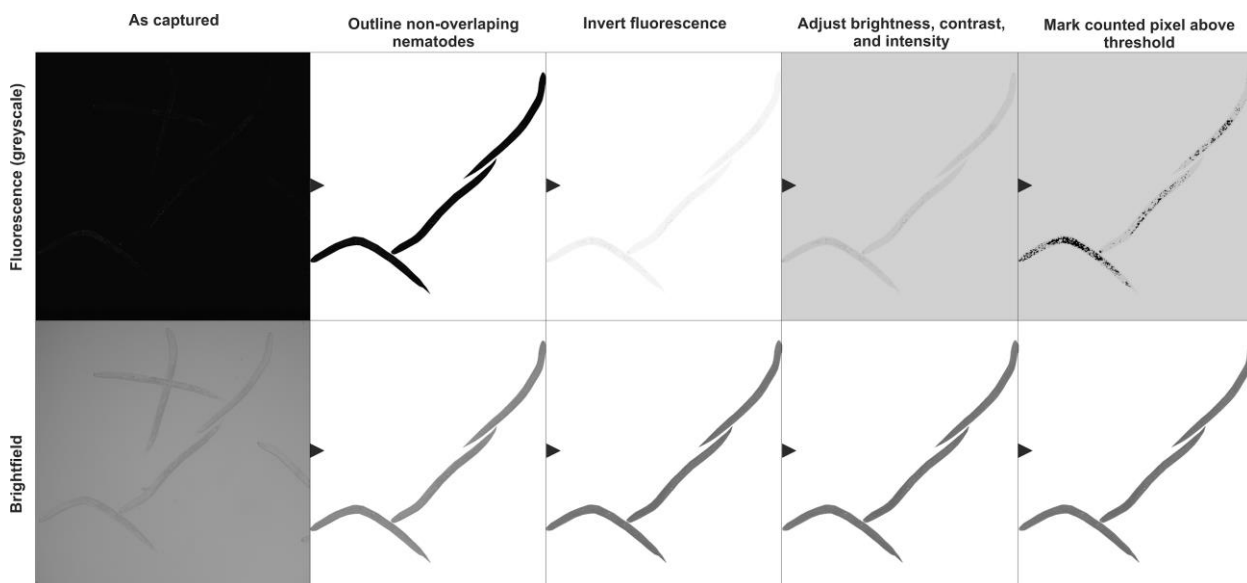 As captured
Outline non-overlaping
nematodes
Invert fluorescence
Adjust brightness, contrast,
and intensity
Mark counted pixel above
threshold
Fluorescence (greyscale)
Brightfield